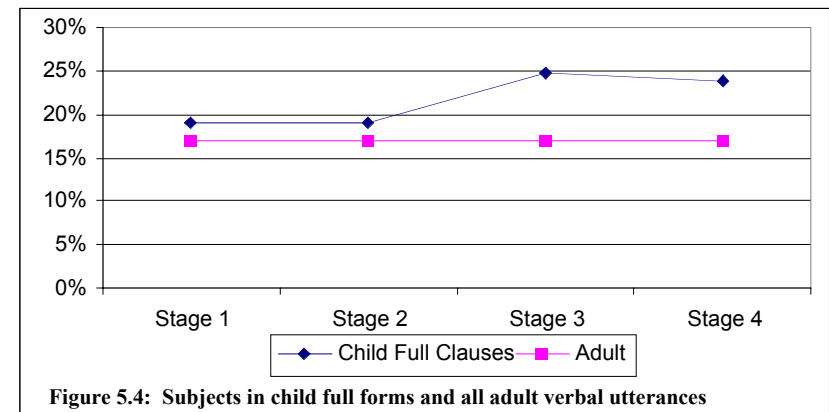 30%
25%
20%
15%
10%
5%
0%
Stage 1 Stage 2 Stage 3 Stage 4
Child Full Clauses Adult
Figure 5.4: Subjects in child full forms and all adult verbal utterances